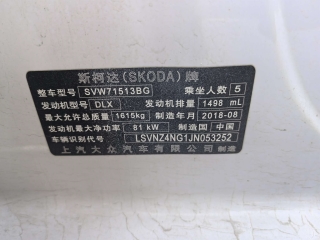 斯柯达(SKODA)牌
整车型号 SVW71513BG 乘坐人数 5
发动机型号 DLX 发动机排量 1498 mL
最大允许总质量 1615kg 制造年月 2018-08
发动机最大净功率 81 kW 制造国 中国
车辆识别代号 LSVNZ4NG1JN053252
上汽大众汽车有限公司 制造